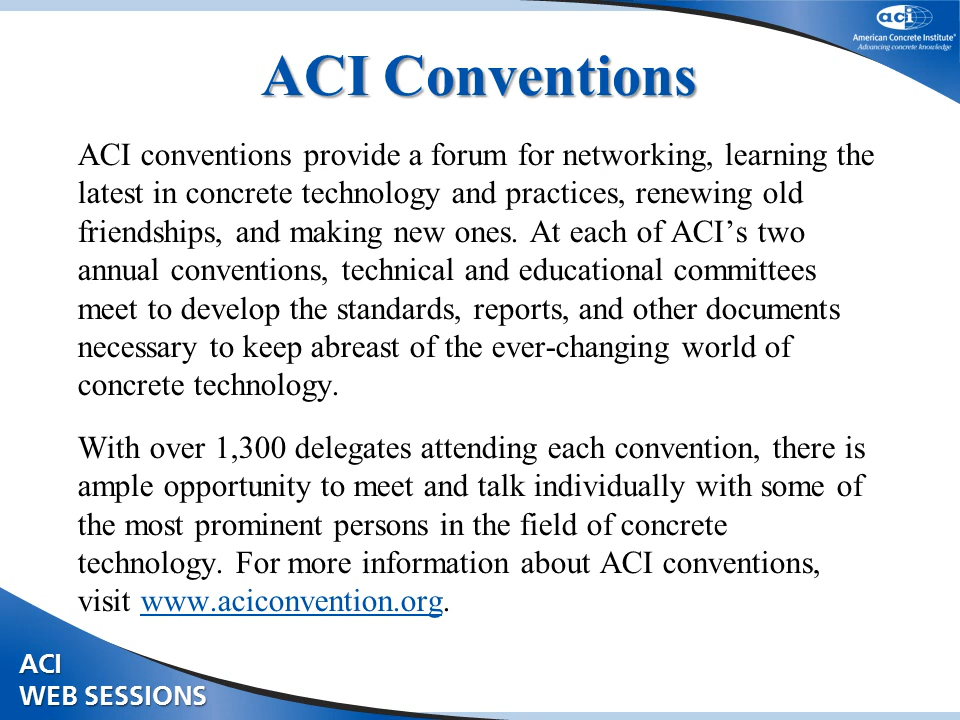 aci
American Concrete Institute®
Advancing concrete knowledge
ACI Conventions
ACI conventions provide a forum for networking, learning the
latest in concrete technology and practices, renewing old
friendships, and making new ones. At each of ACI’s two
annual conventions, technical and educational committees
meet to develop the standards, reports, and other documents
necessary to keep abreast of the ever-changing world of
concrete technology.
With over 1,300 delegates attending each convention, there is
ample opportunity to meet and talk individually with some of
the most prominent persons in the field of concrete
technology. For more information about ACI conventions,
visit www.aciconvention.org.
ACI
WEB SESSIONS